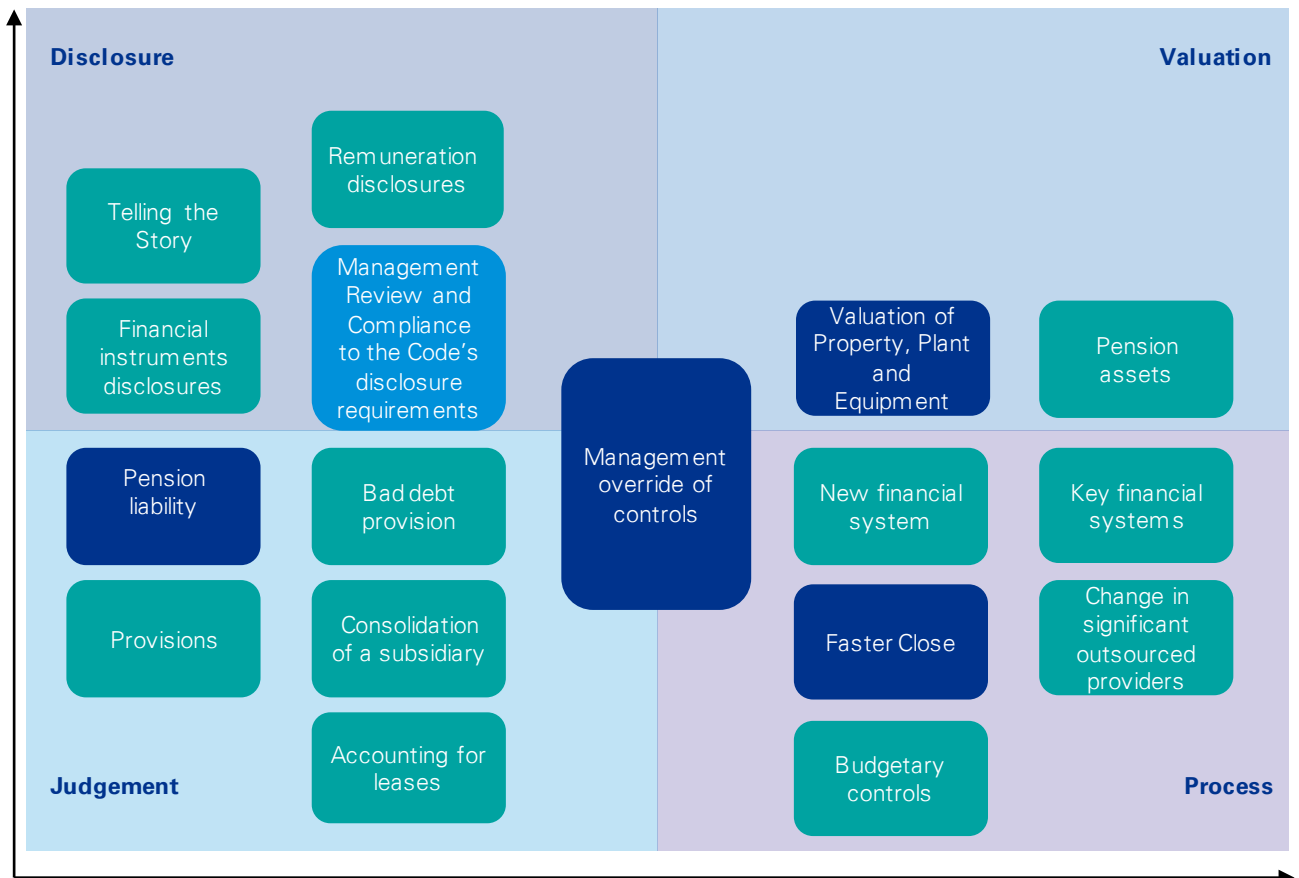 Disclosure
Valuation
Remuneration
disclosures
Telling the
Story
Management
Review and
Compliance
to the Code's
disclosure
requirements
Financial
instruments
disclosures
Valuation of
Property, Plant
and
Equipment
Pension
assets
Management
override of
controls
Pension
liability
Bad debt
provision
New financial
system
Key financial
systems
Provisions
Consolidation
of a subsidiary
Faster Close
Change in
significant
outsourced
providers
Accounting for
leases
Budgetary
controls
Judgement
Process